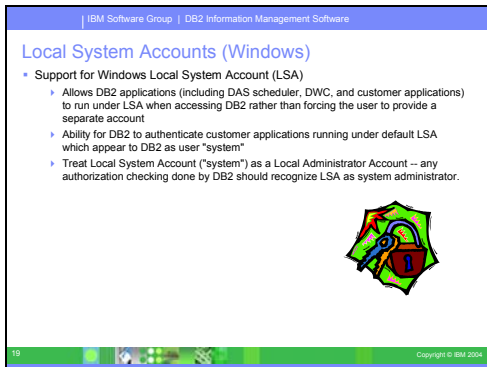 IBM Software Group | DB2 Information Management Software
Local System Accounts (Windows)
Support for Windows Local System Account (LSA)
Allows DB2 applications (including DAS scheduler, DWC, and customer applications)
to run under LSA when accessing DB2 rather than forcing the user to provide a
separate account
Ability for DB2 to authenticate customer applications running under default LSA
which appear to DB2 as user "system"
Treat Local System Account ("system") as a Local Administrator Account -- any
authorization checking done by DB2 should recognize LSA as system administrator.
19
Copyright © IBM 2004